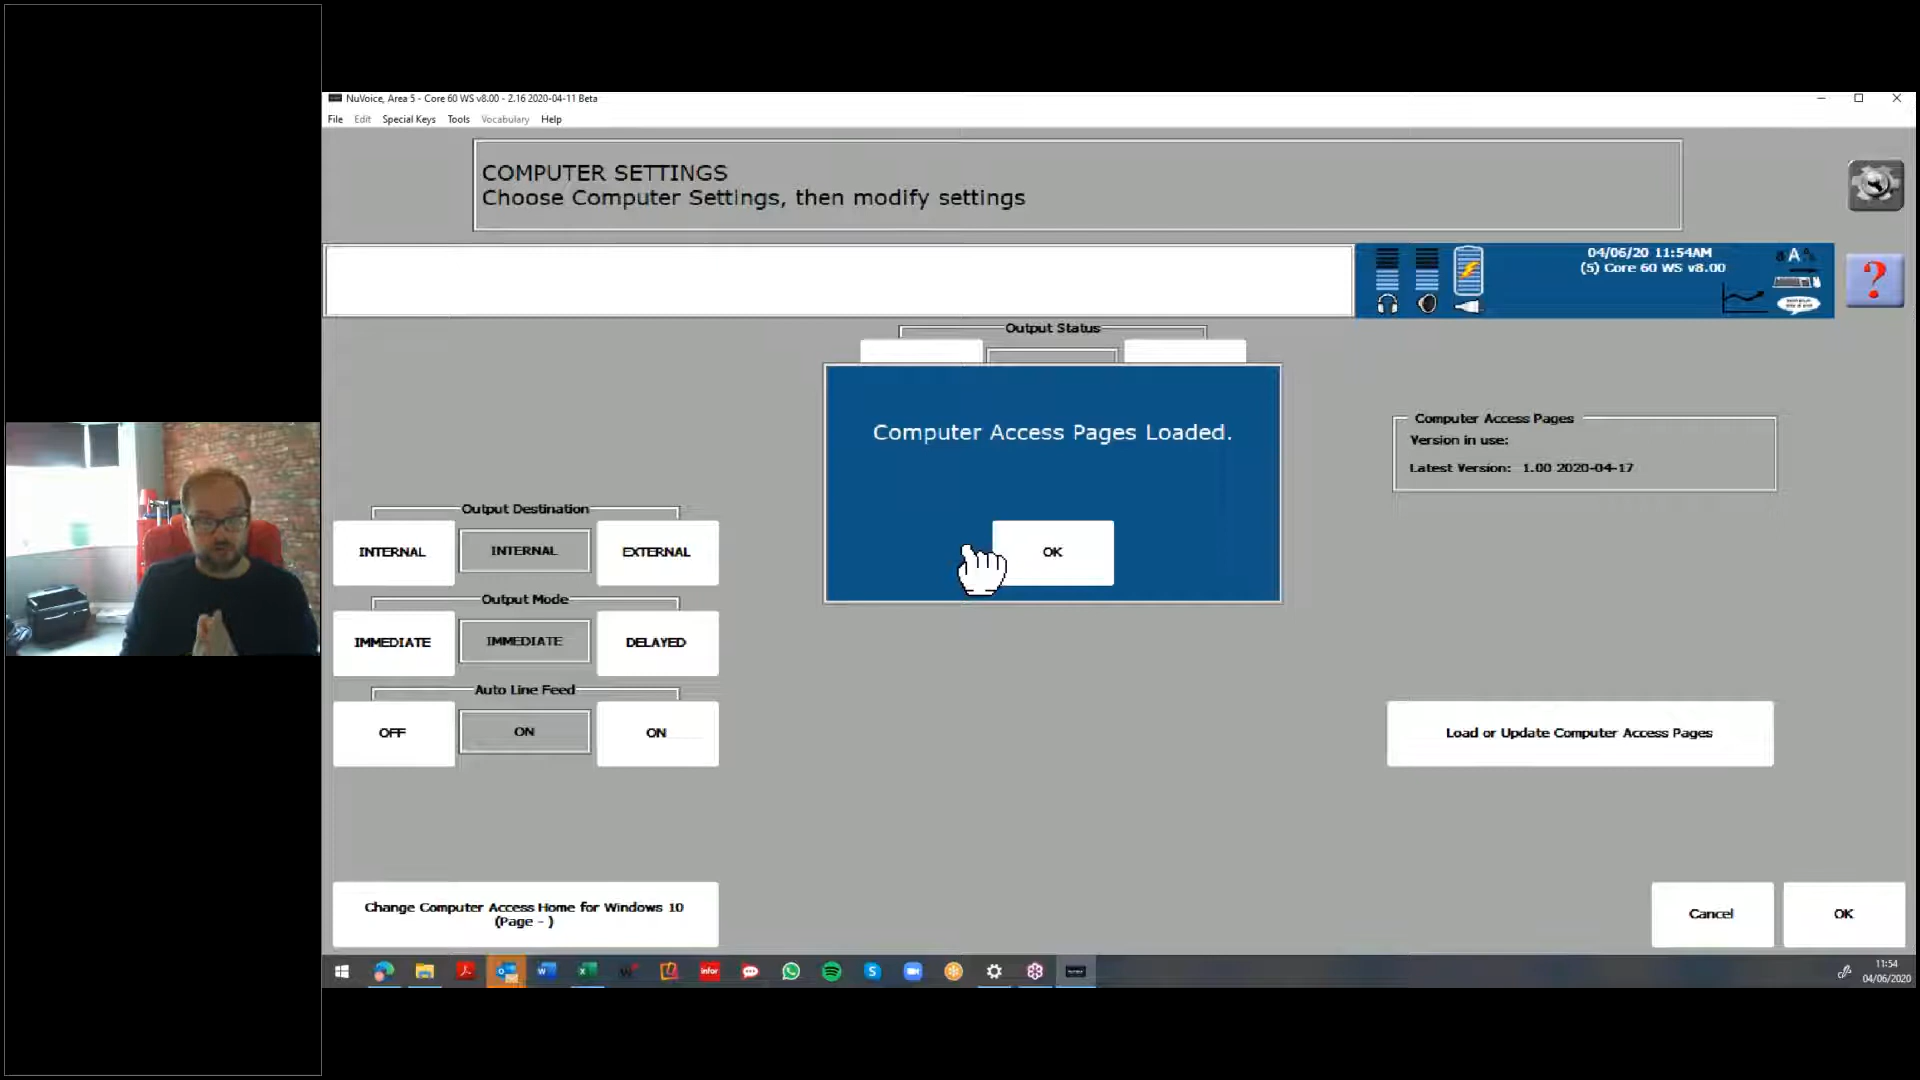 NuVoice, Area 5 - Core 60 WS v8.00 - 2.16 2020-04-11 Beta
File Edit Special Keys Tools Vocabulary Help
COMPUTER SETTINGS
Choose Computer Settings, then modify settings
04/06/20 11:54AM
(5) Core 60 WS v8.00
Output Status
Computer Access Pages Loaded.
OK
Computer Access Pages
Version in use:
Latest Version: 1.00 2020-04-17
Output Destination
INTERNAL INTERNAL EXTERNAL
Output Mode
IMMEDIATE IMMEDIATE DELAYED
Auto Line Feed
OFF ON ON
Load or Update Computer Access Pages
Change Computer Access Home for Windows 10
(Page - )
Cancel OK
infor
11:54
04/06/2020